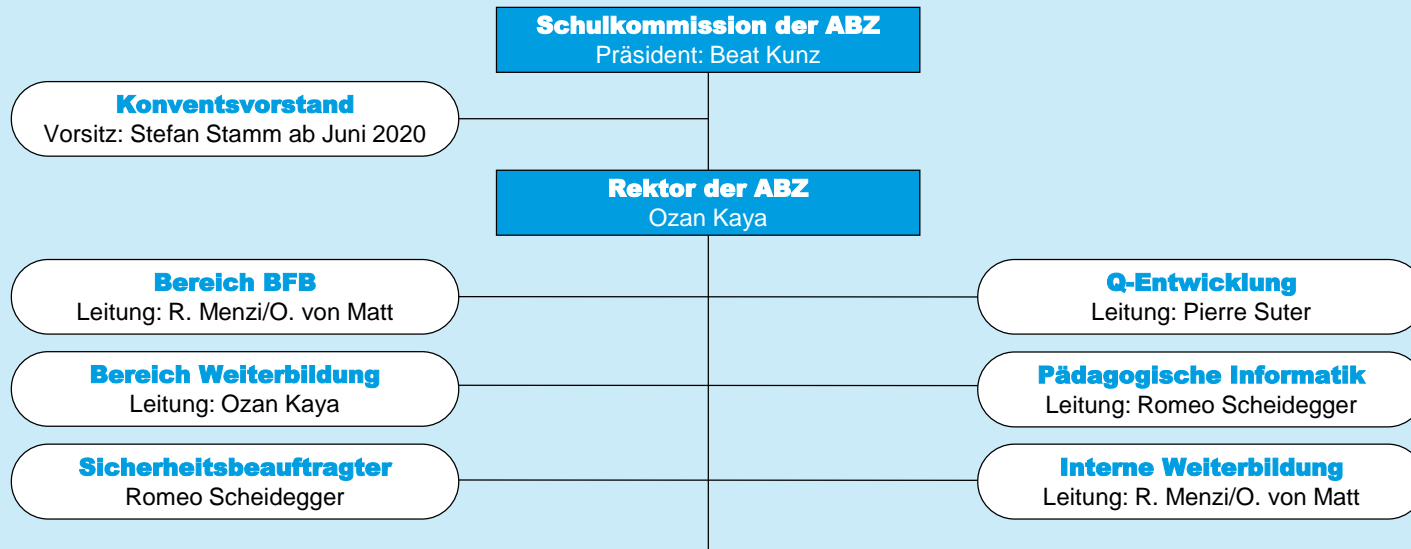 Schulkommission der ABZ
Präsident: Beat Kunz
Konventsvorstand
Vorsitz: Stefan Stamm ab Juni 2020
Rektor der ABZ
Ozan Kaya
Bereich BFB
Leitung: R. Menzi/O. von Matt
Q-Entwicklung
Leitung: Pierre Suter
Bereich Weiterbildung
Leitung: Ozan Kaya
Pädagogische Informatik
Leitung: Romeo Scheidegger
Sicherheitsbeauftragter
Romeo Scheidegger
Interne Weiterbildung
Leitung: R. Menzi/O. von Matt